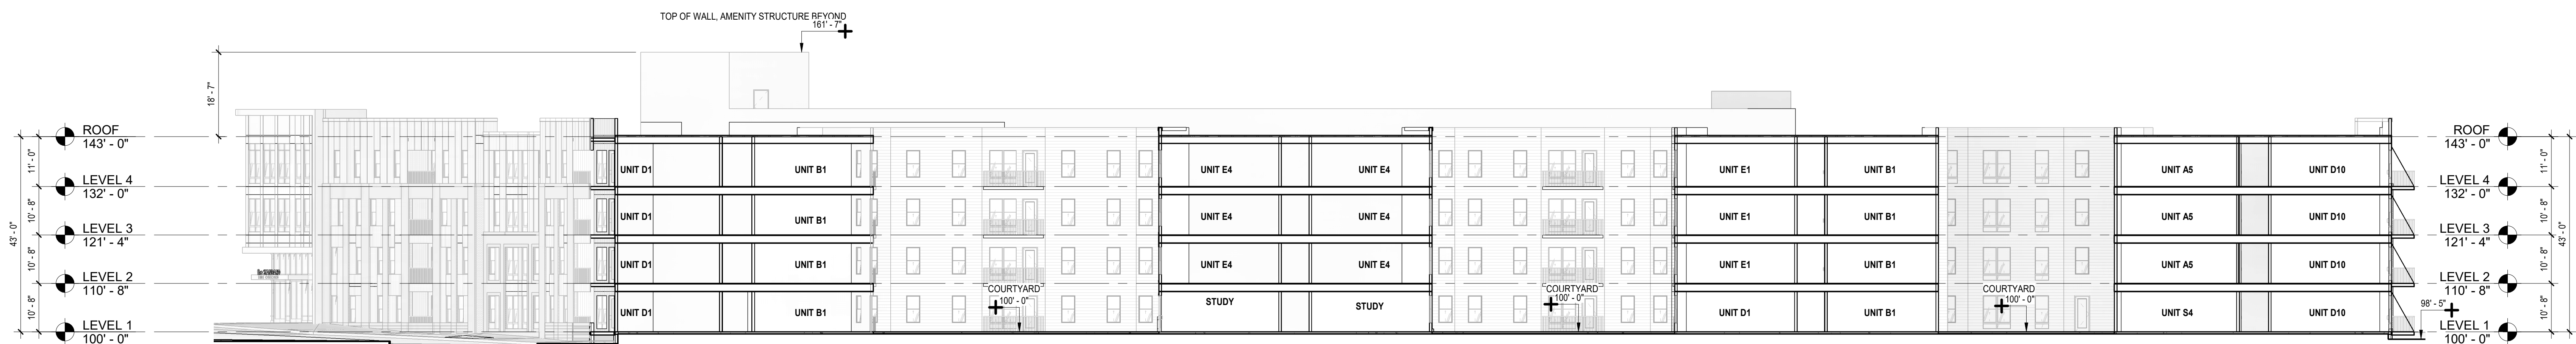 TOP OF WALL, AMENITY STRUCTURE BEYOND
161' - 7"
18' - 7"
ROOF
143' - 0"
LEVEL 4
132' - 0"
LEVEL 3
121' - 4"
LEVEL 2
110' - 8"
LEVEL 1
100' - 0"
43' - 0"
11' - 0"
10' - 8"
10' - 8"
10' - 8"
UNIT D1
UNIT B1
UNIT E4
UNIT E4
UNIT E1
UNIT B1
UNIT A5
UNIT D10
UNIT D1
UNIT B1
UNIT E4
UNIT E4
UNIT E1
UNIT B1
UNIT A5
UNIT D10
UNIT D1
UNIT B1
UNIT E4
UNIT E4
UNIT E1
UNIT B1
UNIT A5
UNIT D10
COURTYARD
100' - 0"
COURTYARD
100' - 0"
COURTYARD
100' - 0"
UNIT D1
UNIT B1
STUDY
STUDY
UNIT D1
UNIT B1
UNIT S4
UNIT D10
98' - 5"
ROOF
143' - 0"
LEVEL 4
132' - 0"
LEVEL 3
121' - 4"
LEVEL 2
110' - 8"
LEVEL 1
100' - 0"
11' - 0"
10' - 8"
10' - 8"
10' - 8"
43' - 0"